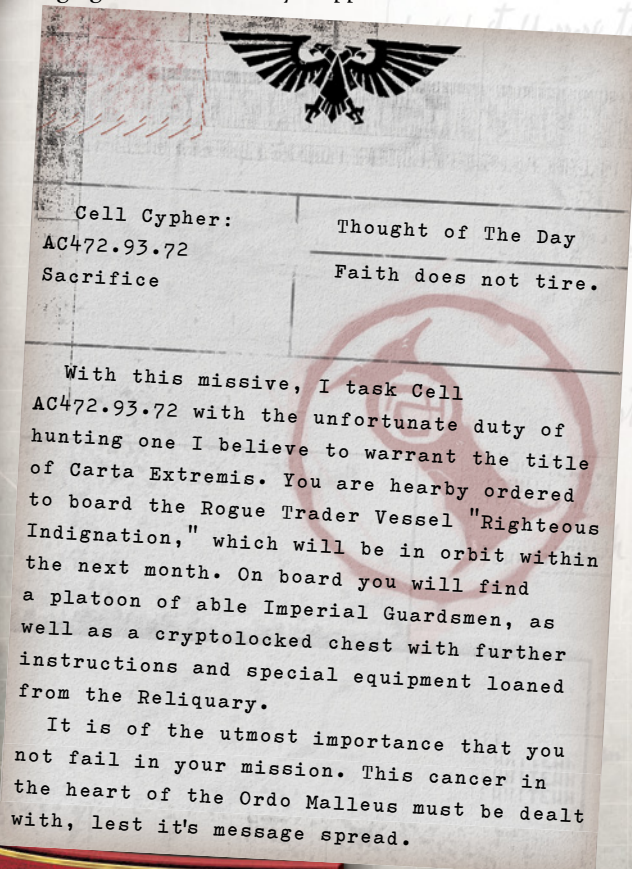 Cell Cypher:
AC472.93.72
Sacrifice
Thought of The Day
Faith does not tire.
With this missive, I task Cell
AC472.93.72 with the unfortunate duty of
hunting one I believe to warrant the title
of Carta Extremis. You are hearby ordered
to board the Rogue Trader Vessel "Righteous
Indignation," which will be in orbit within
the next month. On board you will find
a platoon of able Imperial Guardsmen, as
well as a cryptolocked chest with further
instructions and special equipment loaned
from the Reliquary.
It is of the utmost importance that you
not fail in your mission. This cancer in
the heart of the Ordo Malleus must be dealt
with, lest it's message spread.